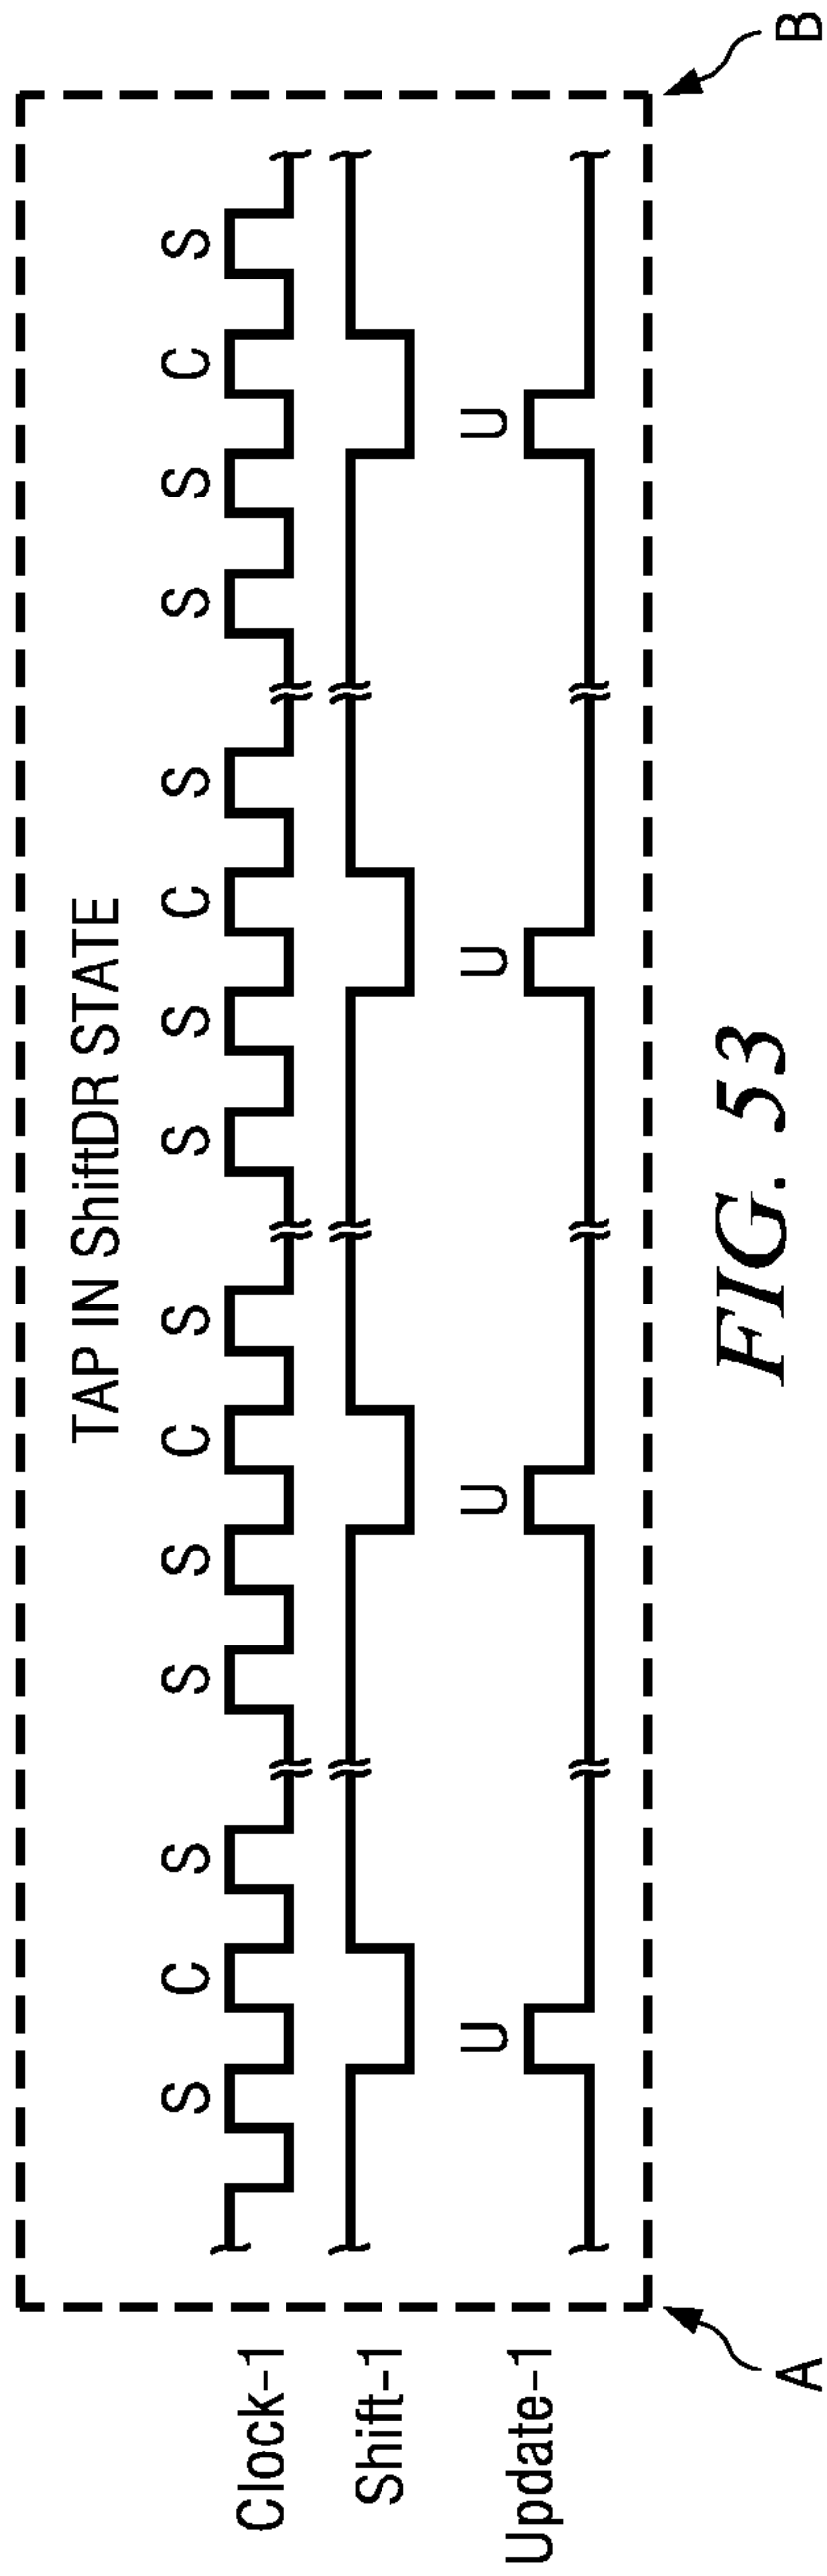 TAP IN ShiftDR STATE
S C S S S C S S S C S S S C S
Clock-1
Shift-1
U U U U
Update-1
A B
FIG. 53